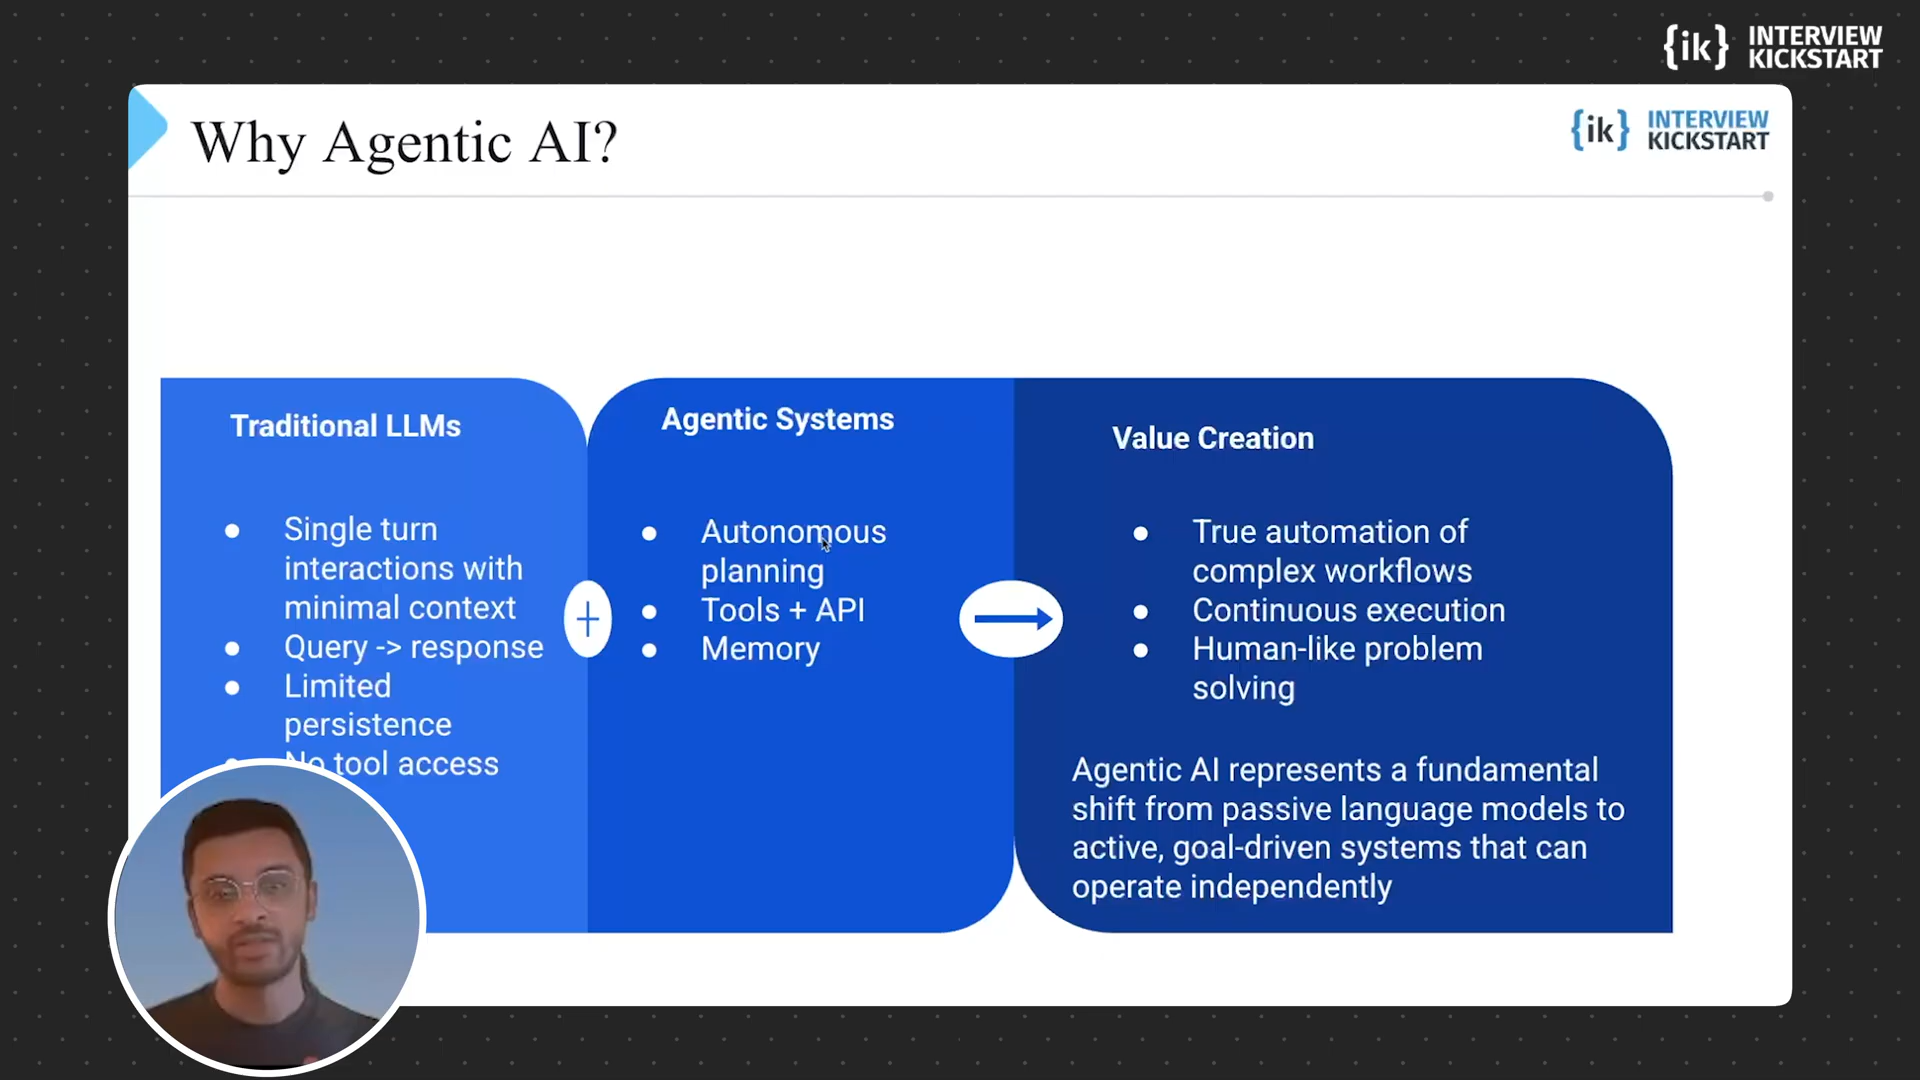 {ik} INTERVIEW
KICKSTART
Why Agentic AI?
{ik} INTERVIEW
KICKSTART
Traditional LLMs
● Single turn
interactions with
minimal context
● Query -> response
● Limited
persistence
● No tool access
+
Agentic Systems
● Autonomous
planning
● Tools + API
● Memory
Value Creation
● True automation of
complex workflows
● Continuous execution
● Human-like problem
solving
Agentic AI represents a fundamental
shift from passive language models to
active, goal-driven systems that can
operate independently